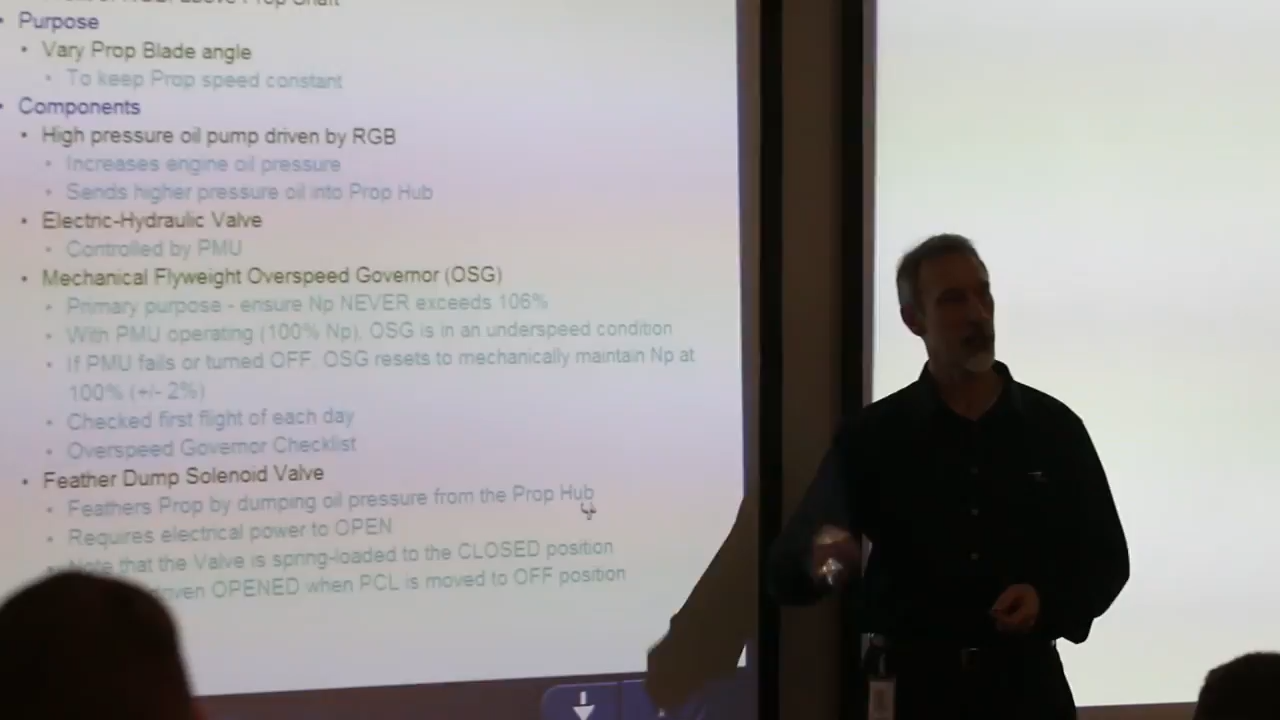 Prop Shaft
• Purpose
• Vary Prop Blade angle
• To keep Prop speed constant
• Components
• High pressure oil pump driven by RGB
• Increases engine oil pressure
• Sends higher pressure oil into Prop Hub
• Electric-Hydraulic Valve
• Controlled by PMU
• Mechanical Flyweight Overspeed Governor (OSG)
• Primary purpose - ensure Np NEVER exceeds 106%
• With PMU operating (100% Np), OSG is in an underspeed condition
• If PMU fails or turned OFF, OSG resets to mechanically maintain Np at
100% (+/- 2%)
• Checked first flight of each day
• Overspeed Governor Checklist
• Feather Dump Solenoid Valve
• Feathers Prop by dumping oil pressure from the Prop Hub
• Requires electrical power to OPEN
• Note that the Valve is spring-loaded to the CLOSED position
OPENED when PCL is moved to OFF position